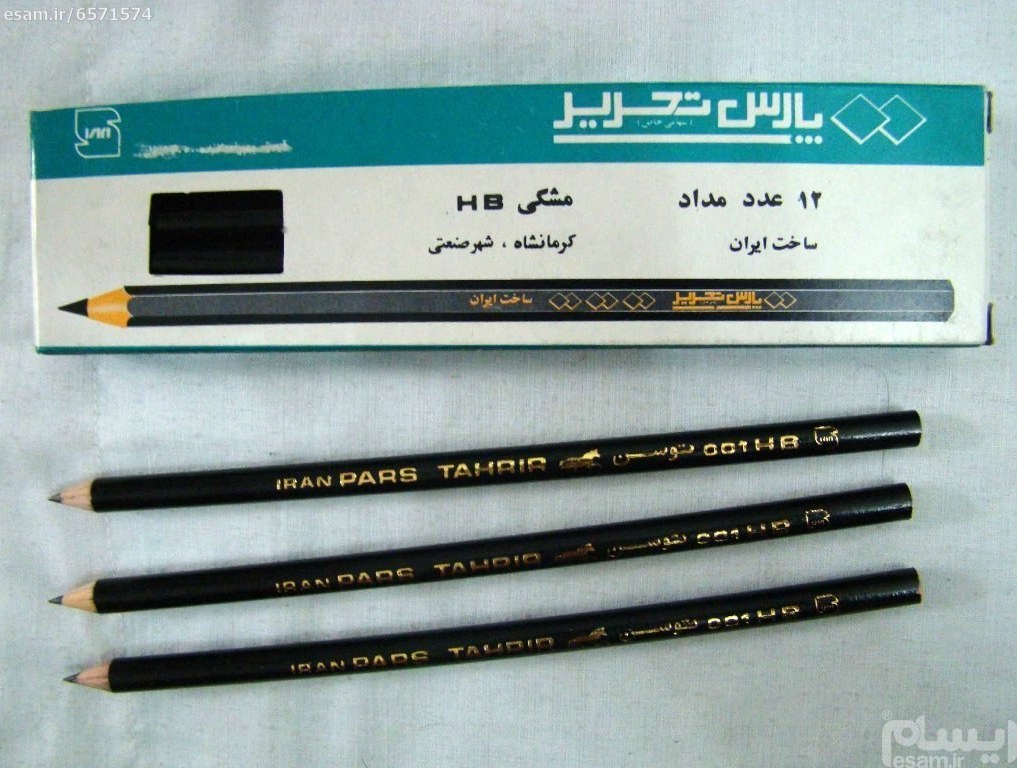 esam.ir/6571574
پارس تحریر
(سهامی خاص)
۱۲ عدد مداد مشکی HB
ساخت ایران کرمانشاه ، شهرصنعتی
پارس تحریر ساخت ایران
IRAN PARS TAHRIR توسن 001 HB
IRAN PARS TAHRIR توسن 001 HB
IRAN PARS TAHRIR توسن 001 HB
ایسام
esam.ir